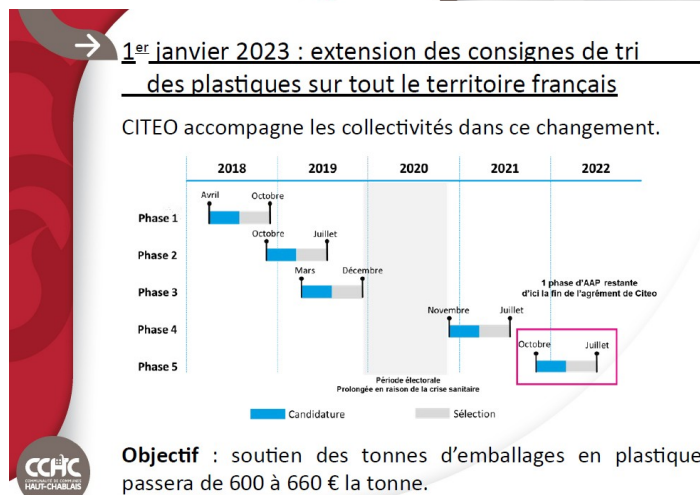 1er janvier 2023 : extension des consignes de tri
des plastiques sur tout le territoire français
CITEO accompagne les collectivités dans ce changement.
2018 2019 2020 2021 2022
Avril Octobre
Phase 1
Octobre Juillet
Phase 2
Mars Décembre
Phase 3
1 phase d'AAP restante
d'ici la fin de l'agrément de Citeo
Novembre Juillet
Phase 4
Octobre Juillet
Phase 5
Période électorale
Prolongée en raison de la crise sanitaire
Candidature Sélection
Objectif : soutien des tonnes d'emballages en plastique
passera de 600 à 660 € la tonne.
CCHC
COMMUNAUTÉ DE COMMUNES
HAUT-CHABLAIS